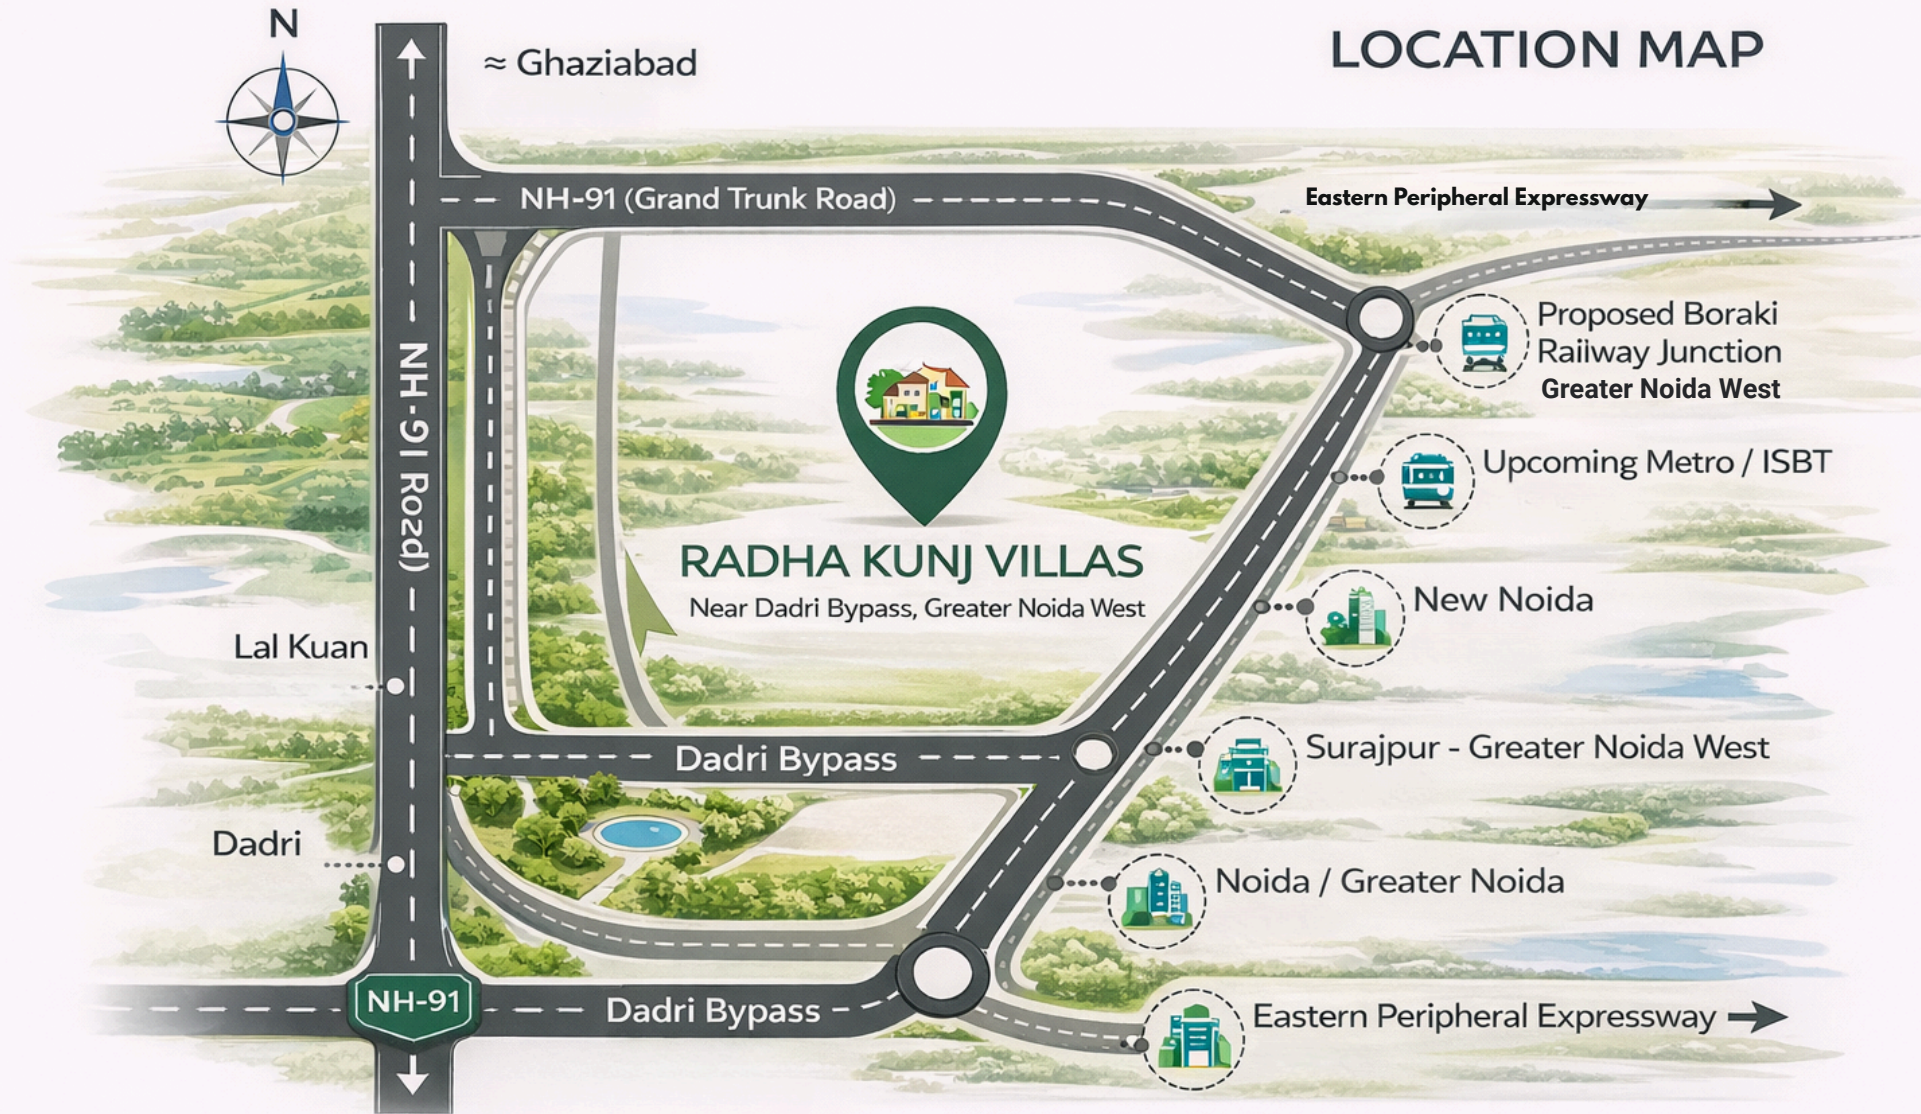 N
≈ Ghaziabad
LOCATION MAP
NH-91 (Grand Trunk Road)
Eastern Peripheral Expressway
Proposed Boraki
Railway Junction
Greater Noida West
NH-91 Road)
Upcoming Metro / ISBT
RADHA KUNJ VILLAS
Near Dadri Bypass, Greater Noida West
New Noida
Lal Kuan
Dadri Bypass
Surajpur - Greater Noida West
Dadri
Noida / Greater Noida
NH-91
Dadri Bypass
Eastern Peripheral Expressway